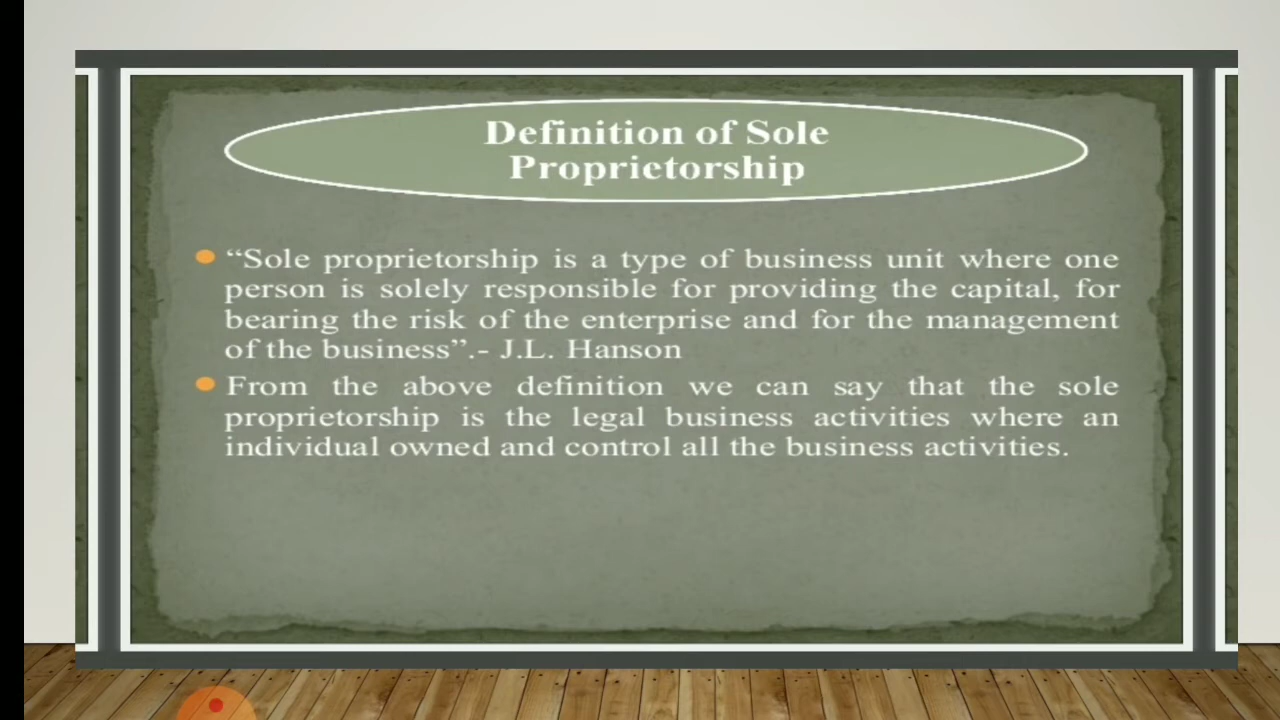 Definition of Sole
Proprietorship
“Sole proprietorship is a type of business unit where one
person is solely responsible for providing the capital, for
bearing the risk of the enterprise and for the management
of the business”.- J.L. Hanson
From the above definition we can say that the sole
proprietorship is the legal business activities where an
individual owned and control all the business activities.